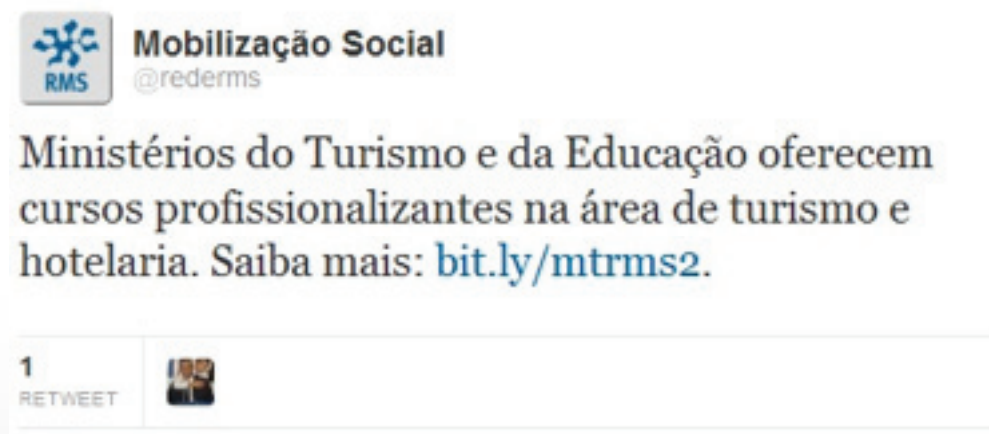 RMS
Mobilização Social
@rederms
Ministérios do Turismo e da Educação oferecem
cursos profissionalizantes na área de turismo e
hotelaria. Saiba mais: bit.ly/mtrms2.
1
RETWEET